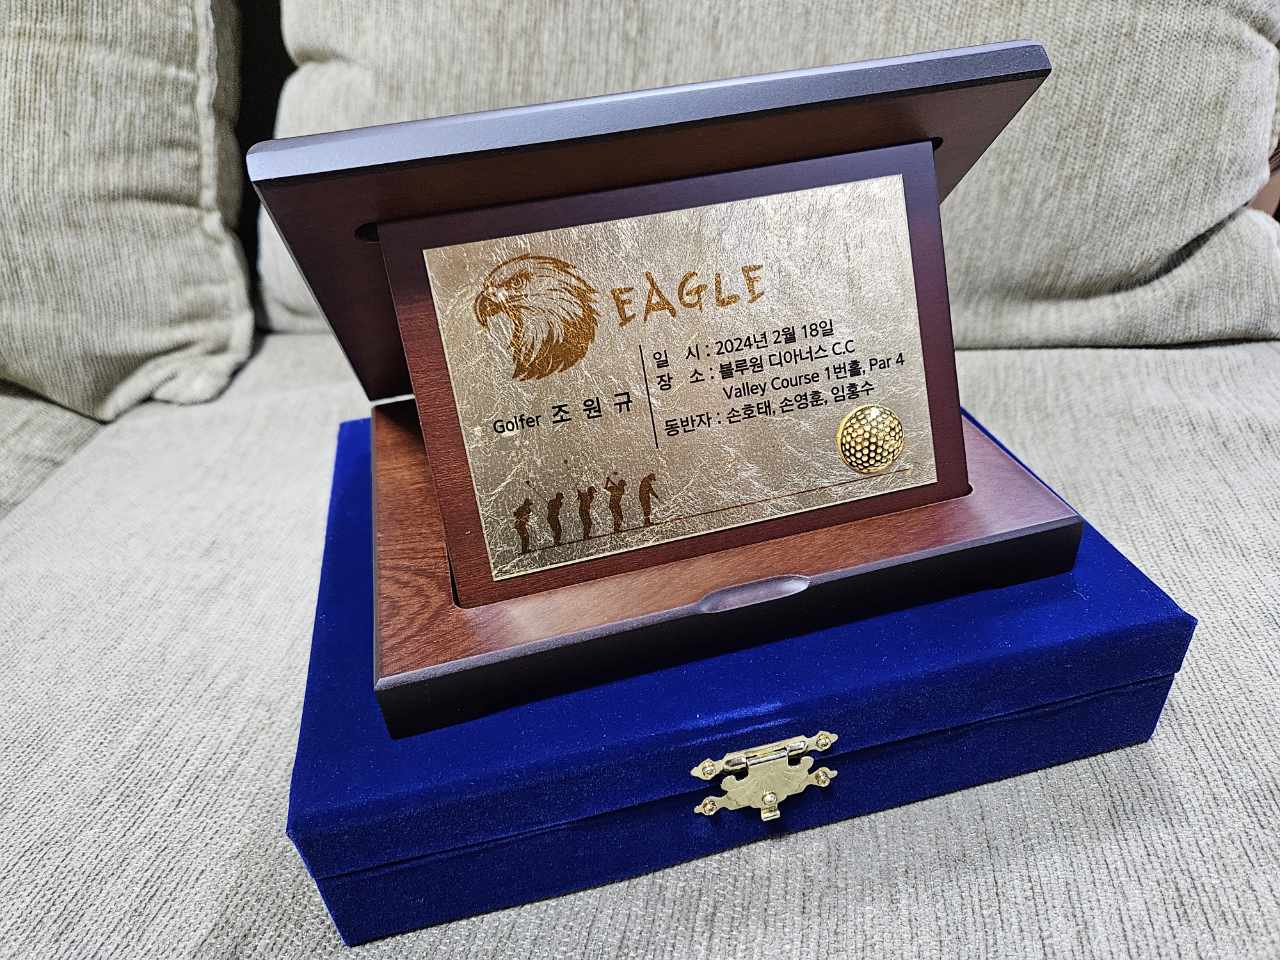 EAGLE
Golfer 조 원 규
일 시 : 2024년 2월 18일
장 소 : 블루원 디아너스 C.C
Valley Course 1번홀, Par 4
동반자 : 손호태, 손영훈, 임홍수